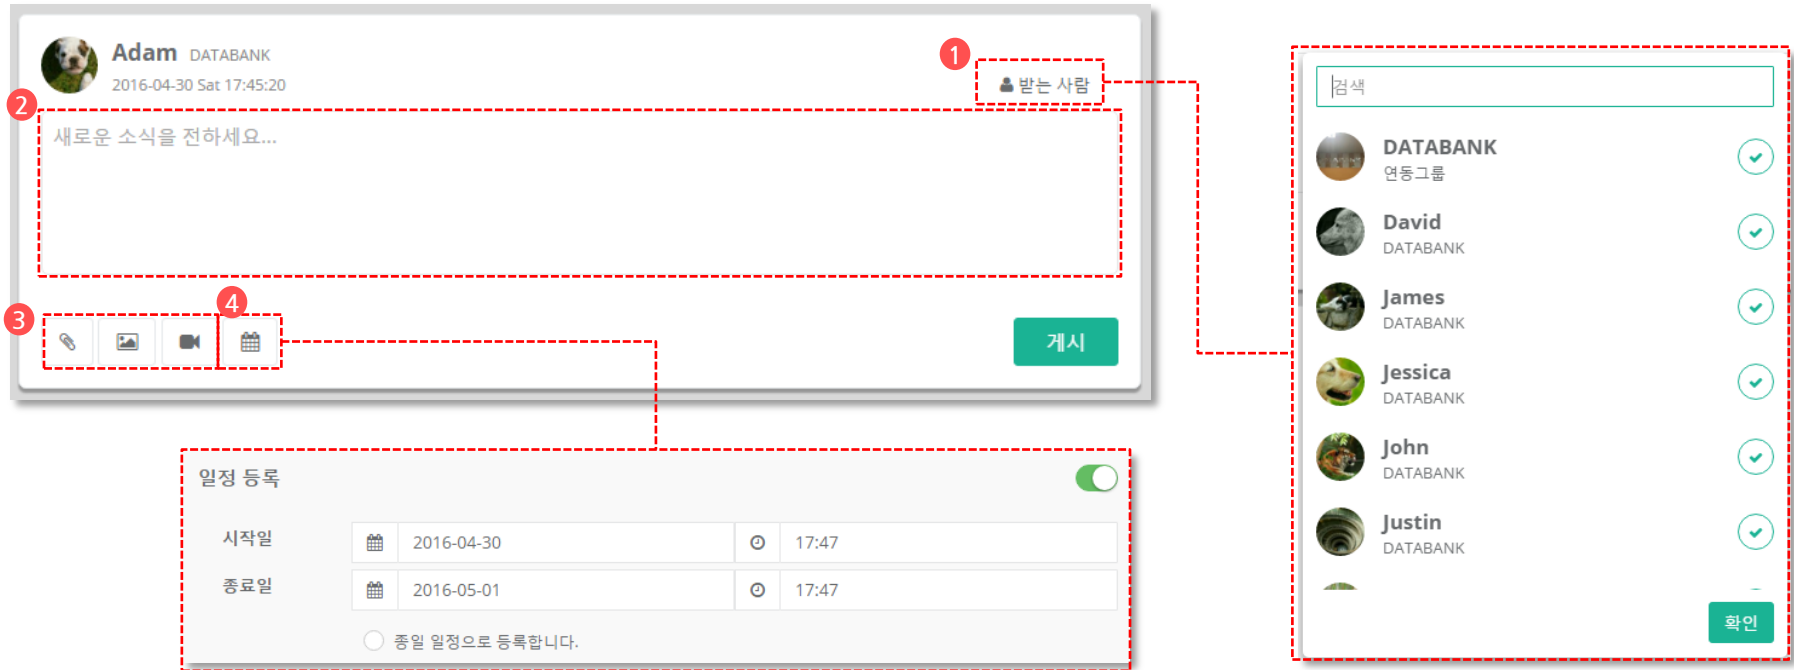 Adam DATABANK
2016-04-30 Sat 17:45:20
1
받는 사람
2
새로운 소식을 전하세요...
3
4
게시
일정 등록
시작일 2016-04-30 17:47
종료일 2016-05-01 17:47
종일 일정으로 등록합니다.
검색
DATABANK
연동그룹
David
DATABANK
James
DATABANK
Jessica
DATABANK
John
DATABANK
Justin
DATABANK
확인